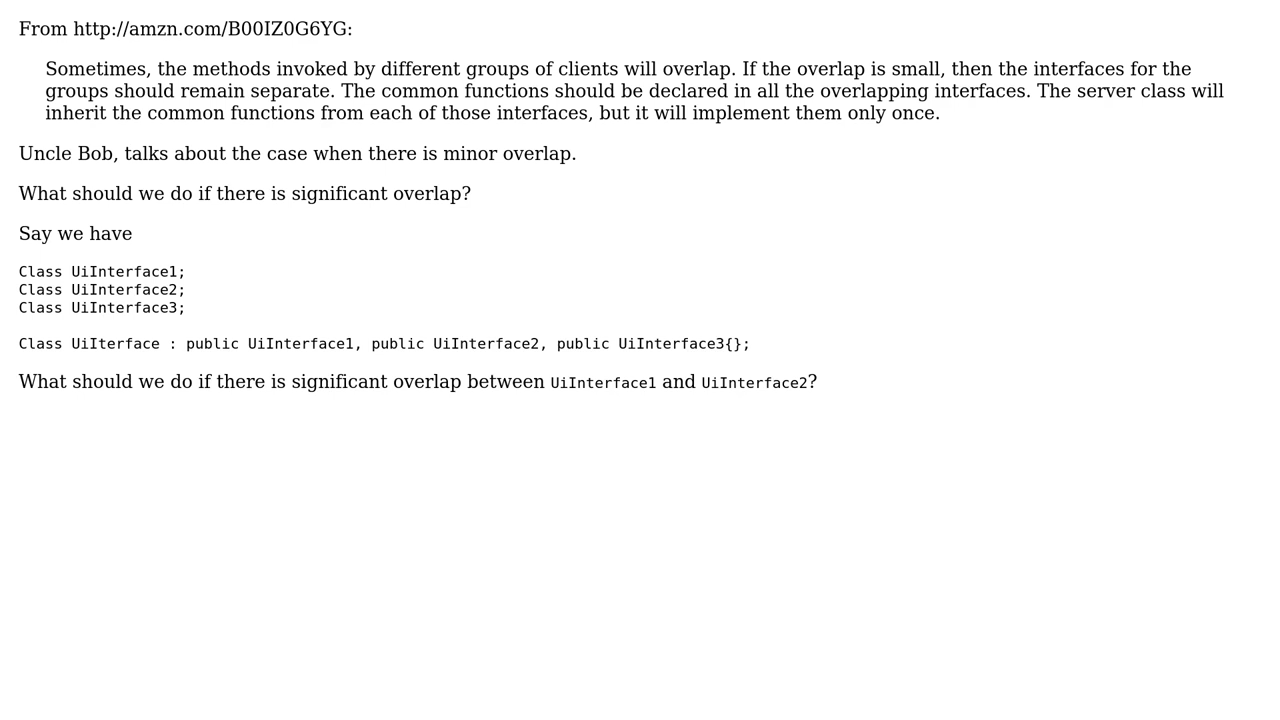 From http://amzn.com/B00IZ0G6YG:
Sometimes, the methods invoked by different groups of clients will overlap. If the overlap is small, then the interfaces for the
groups should remain separate. The common functions should be declared in all the overlapping interfaces. The server class will
inherit the common functions from each of those interfaces, but it will implement them only once.
Uncle Bob, talks about the case when there is minor overlap.
What should we do if there is significant overlap?
Say we have
Class UiInterface1;
Class UiInterface2;
Class UiInterface3;
Class UiIterface : public UiInterface1, public UiInterface2, public UiInterface3{};
What should we do if there is significant overlap between UiInterface1 and UiInterface2?